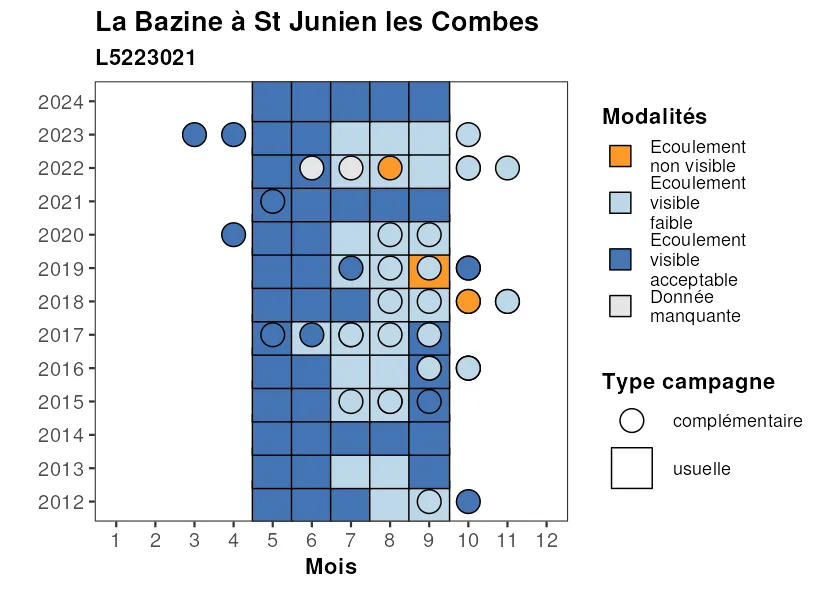 La Bazine à St Junien les Combes
L5223021
2024
2023
2022
2021
2020
2019
2018
2017
2016
2015
2014
2013
2012
1 2 3 4 5 6 7 8 9 10 11 12
Mois
Modalités
Ecoulement
non visible
Ecoulement
visible
faible
Ecoulement
visible
acceptable
Donnée
manquante
Type campagne
complémentaire
usuelle